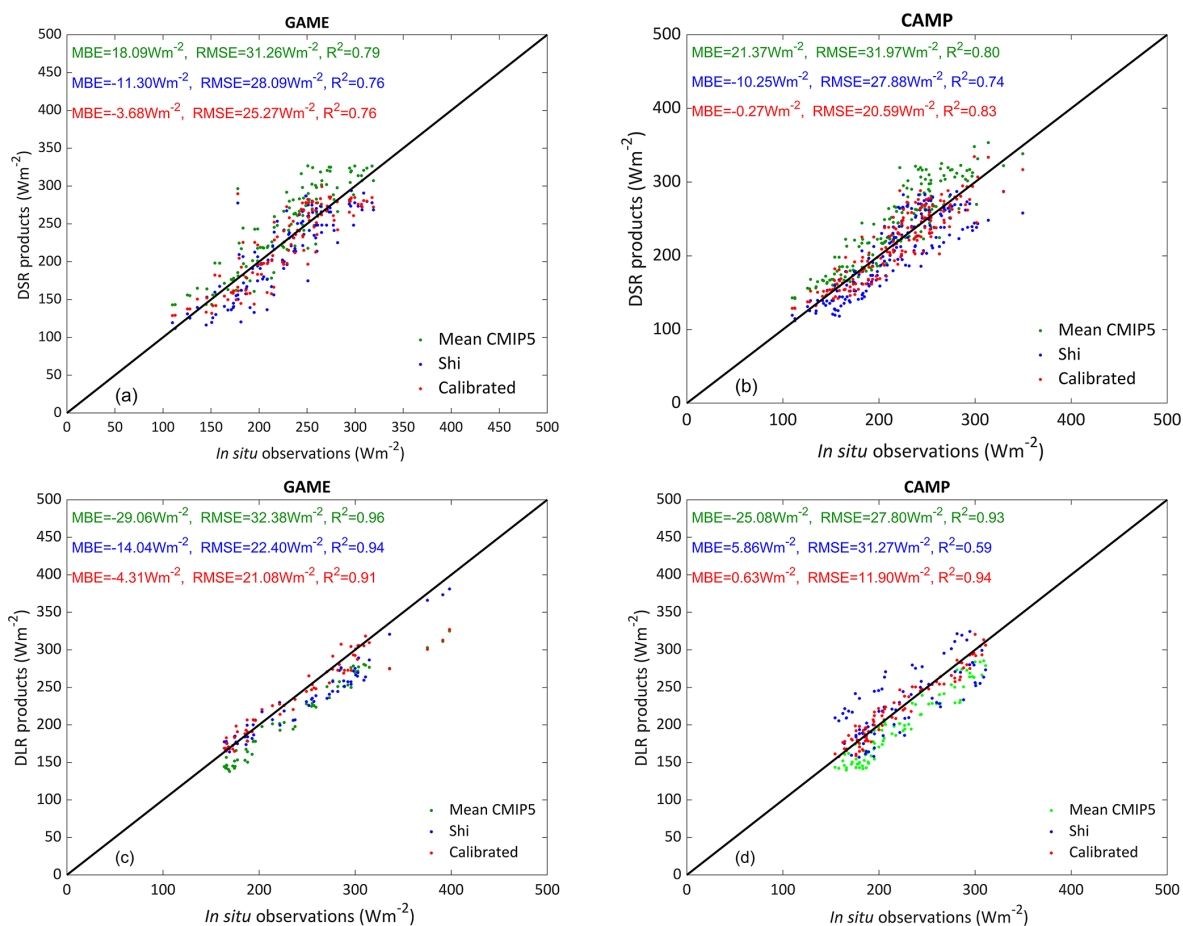 GAME
MBE=18.09Wm⁻², RMSE=31.26Wm⁻², R²=0.79
MBE=-11.30Wm⁻², RMSE=28.09Wm⁻², R²=0.76
MBE=-3.68Wm⁻², RMSE=25.27Wm⁻², R²=0.76
500
450
400
350
300
250
200
150
100
50
0
DSR products (Wm⁻²)
Mean CMIP5
Shi
Calibrated
(a)
0 50 100 150 200 250 300 350 400 450 500
In situ observations (Wm⁻²)
CAMP
MBE=21.37Wm⁻², RMSE=31.97Wm⁻², R²=0.80
MBE=-10.25Wm⁻², RMSE=27.88Wm⁻², R²=0.74
MBE=-0.27Wm⁻², RMSE=20.59Wm⁻², R²=0.83
500
400
300
200
100
0
DSR products (Wm⁻²)
Mean CMIP5
Shi
Calibrated
(b)
0 100 200 300 400 500
In situ observations (Wm⁻²)
GAME
MBE=-29.06Wm⁻², RMSE=32.38Wm⁻², R²=0.96
MBE=-14.04Wm⁻², RMSE=22.40Wm⁻², R²=0.94
MBE=-4.31Wm⁻², RMSE=21.08Wm⁻², R²=0.91
500
450
400
350
300
250
200
150
100
50
0
DLR products (Wm⁻²)
Mean CMIP5
Shi
Calibrated
(c)
0 100 200 300 400 500
In situ observations (Wm⁻²)
CAMP
MBE=-25.08Wm⁻², RMSE=27.80Wm⁻², R²=0.93
MBE=5.86Wm⁻², RMSE=31.27Wm⁻², R²=0.59
MBE=0.63Wm⁻², RMSE=11.90Wm⁻², R²=0.94
500
450
400
350
300
250
200
150
100
50
0
DLR products (Wm⁻²)
Mean CMIP5
Shi
Calibrated
(d)
0 100 200 300 400 500
In situ observations (Wm⁻²)